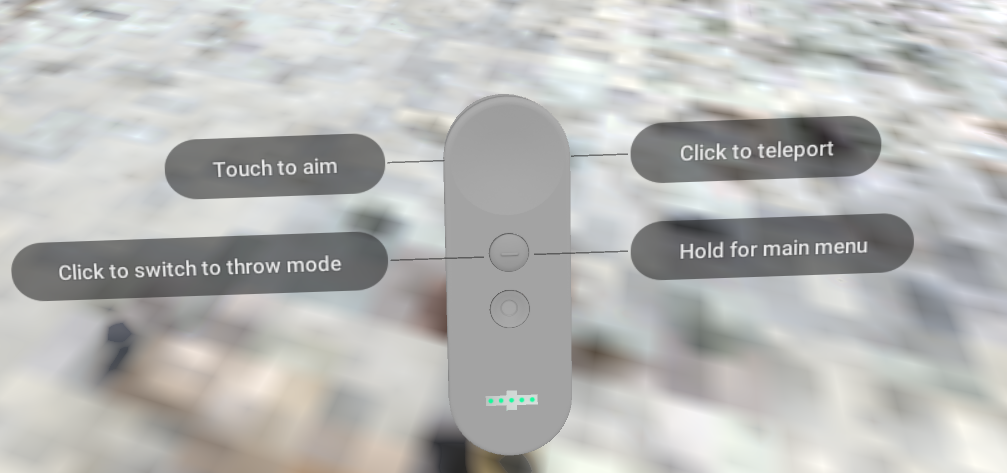 Touch to aim
Click to teleport
Click to switch to throw mode
Hold for main menu